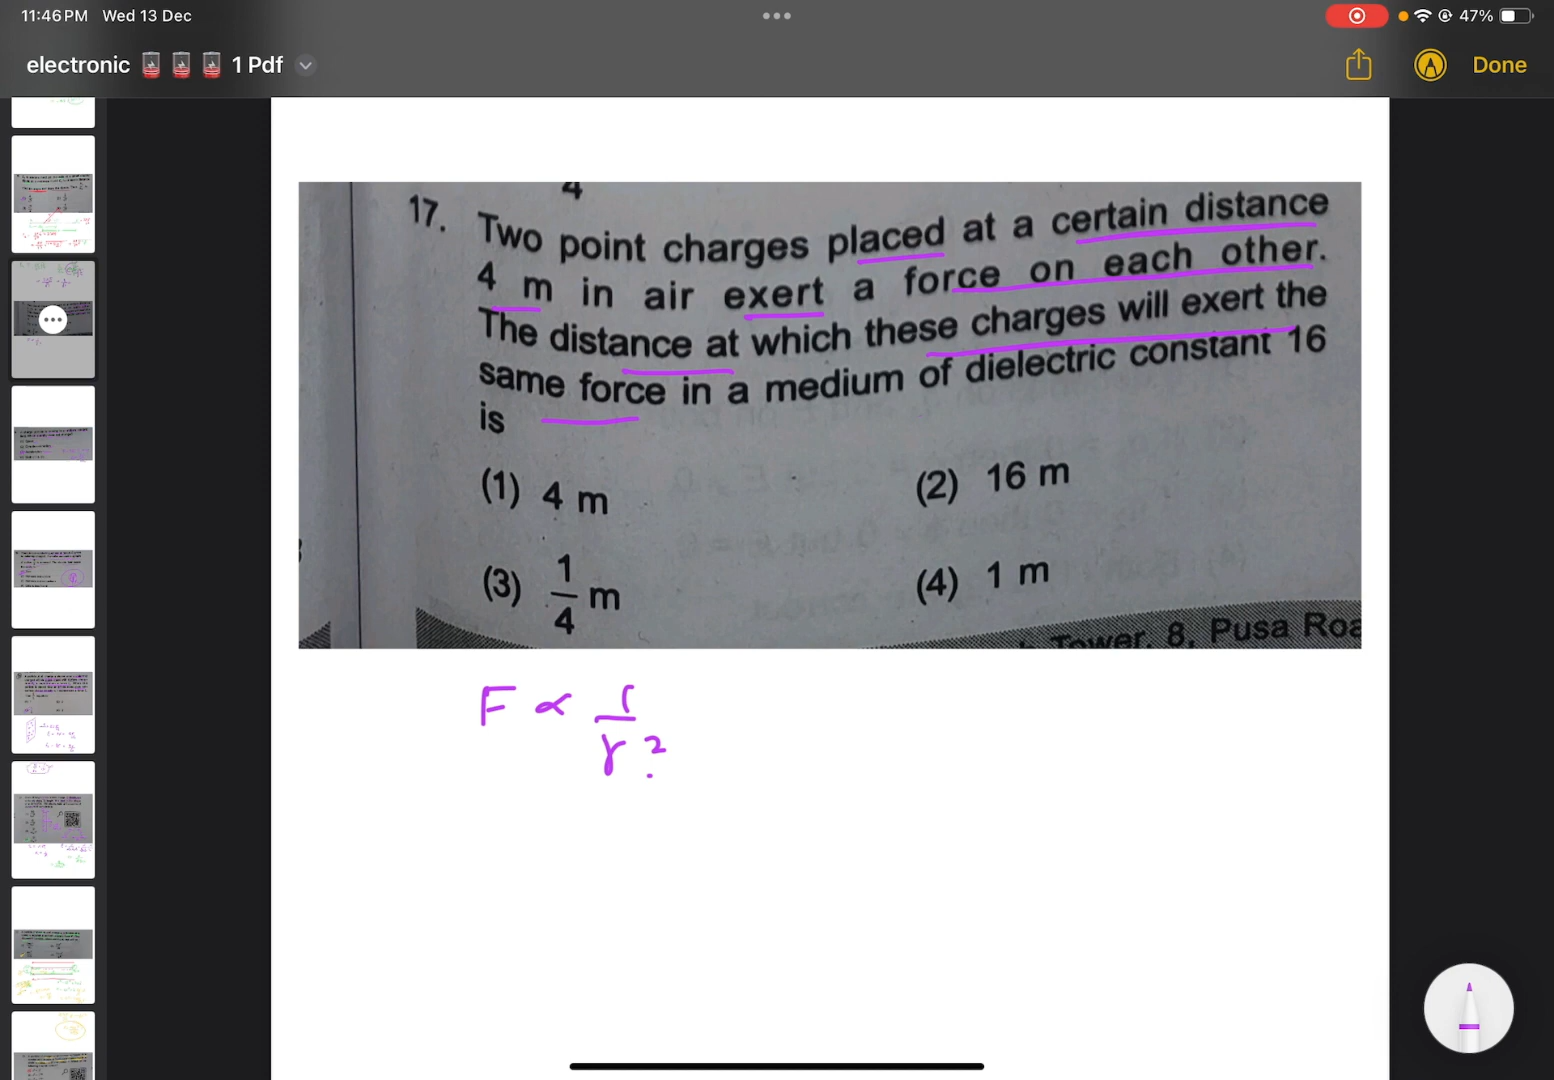 11:46 PM Wed 13 Dec
47%
electronic 1 Pdf
Done
4
17. Two point charges placed at a certain distance
4 m in air exert a force on each other.
The distance at which these charges will exert the
same force in a medium of dielectric constant 16
is
(1) 4 m
(2) 16 m
(3) 1/4 m
(4) 1 m
Tower, 8, Pusa Roa
F ∝ 1/r²